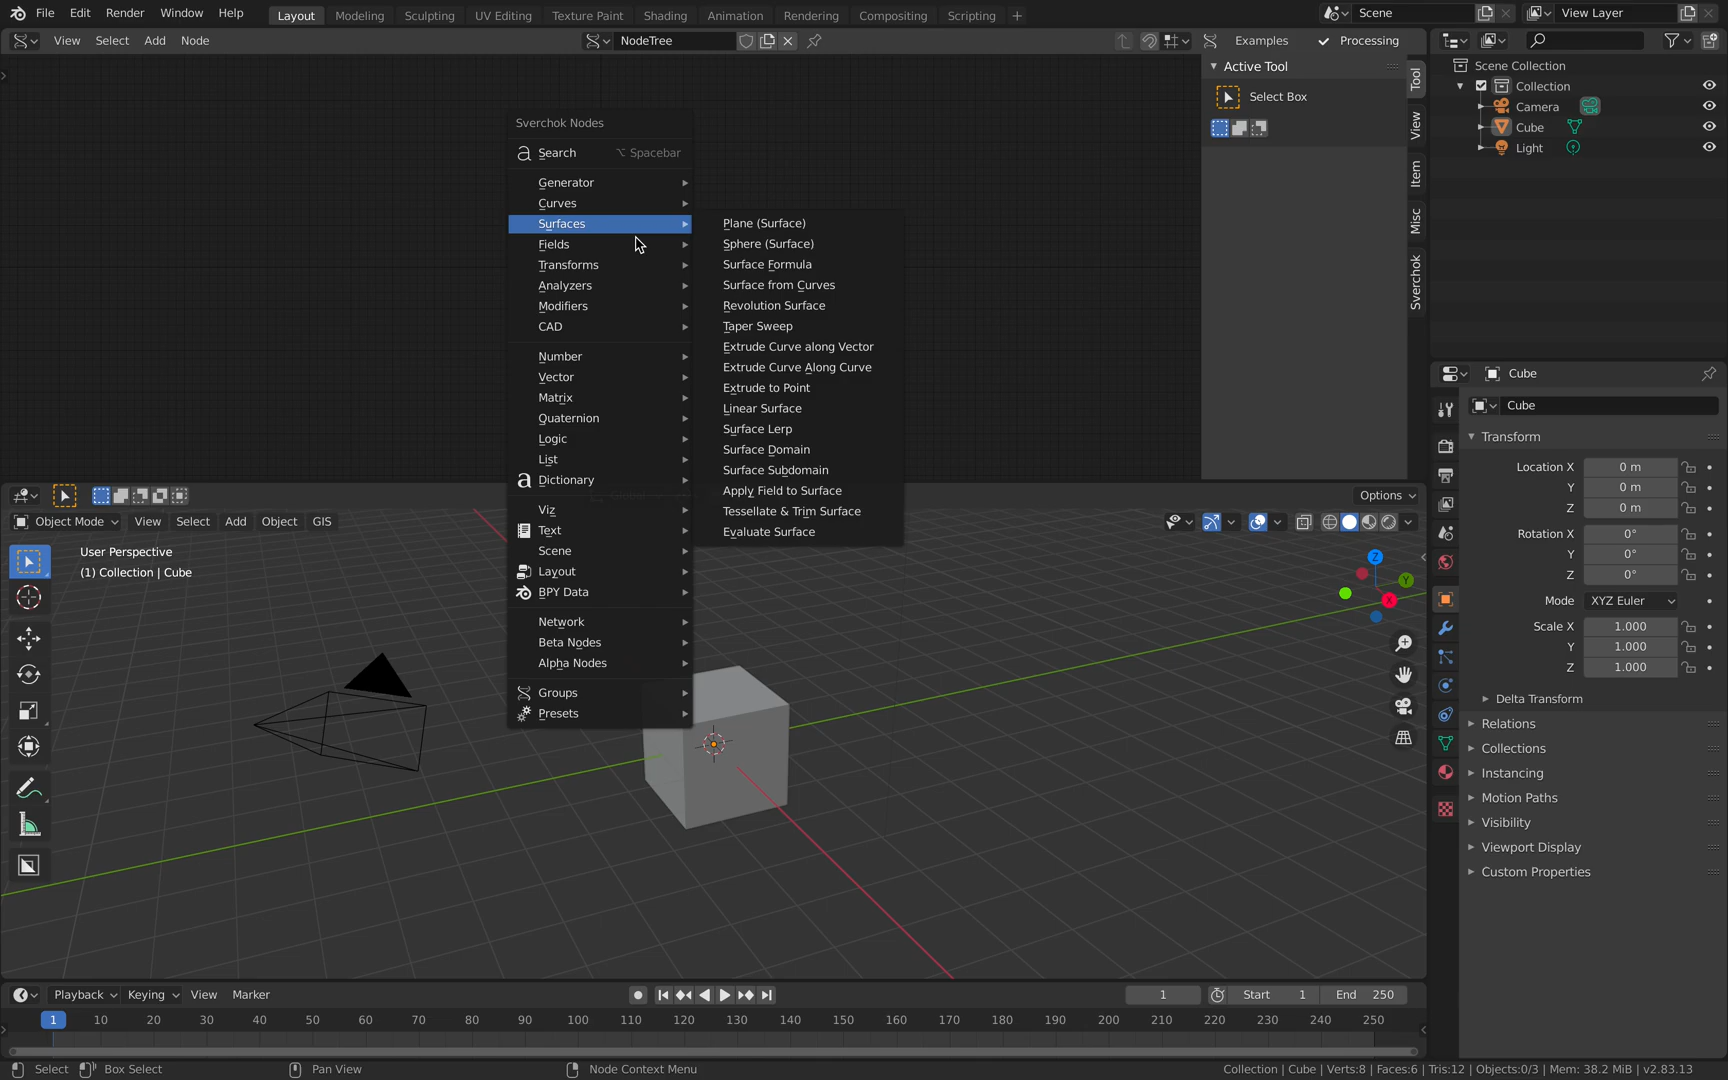 File Edit Render Window Help Layout Modeling Sculpting UV Editing Texture Paint Shading Animation Rendering Compositing Scripting + Scene View Layer
View Select Add Node NodeTree Examples Processing
Active Tool
Select Box
Tool
View
Item
Misc
Sverchok
Scene Collection
Collection
Camera
Cube
Light
Sverchok Nodes
Search ⌥ Spacebar
Generator
Curves
Surfaces
Fields
Transforms
Analyzers
Modifiers
CAD
Number
Vector
Matrix
Quaternion
Logic
List
Dictionary
Viz
Text
Scene
Layout
BPY Data
Network
Beta Nodes
Alpha Nodes
Groups
Presets
Plane (Surface)
Sphere (Surface)
Surface Formula
Surface from Curves
Revolution Surface
Taper Sweep
Extrude Curve along Vector
Extrude Curve Along Curve
Extrude to Point
Linear Surface
Surface Lerp
Surface Domain
Surface Subdomain
Apply Field to Surface
Tessellate & Trim Surface
Evaluate Surface
Options
Object Mode View Select Add Object GIS
User Perspective
(1) Collection | Cube
Z
Y
X
Cube
Cube
Transform
Location X 0 m
Y 0 m
Z 0 m
Rotation X 0°
Y 0°
Z 0°
Mode XYZ Euler
Scale X 1.000
Y 1.000
Z 1.000
Delta Transform
Relations
Collections
Instancing
Motion Paths
Visibility
Viewport Display
Custom Properties
Playback Keying View Marker 1 Start 1 End 250
1 10 20 30 40 50 60 70 80 90 100 110 120 130 140 150 160 170 180 190 200 210 220 230 240 250
Select Box Select Pan View Node Context Menu Collection | Cube | Verts:8 | Faces:6 | Tris:12 | Objects:0/3 | Mem: 38.2 MiB | v2.83.13